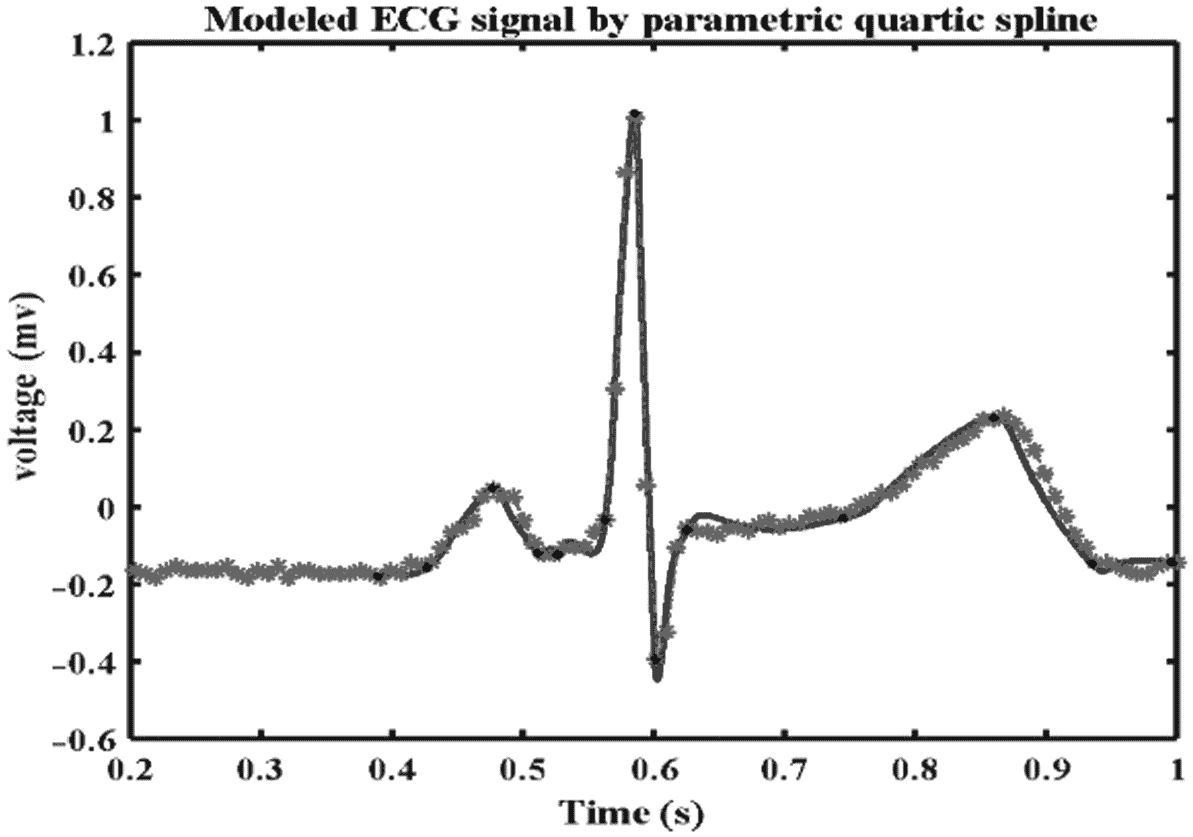 Modeled ECG signal by parametric quartic spline
1.2
1
0.8
0.6
0.4
0.2
0
−0.2
−0.4
−0.6
voltage (mv)
0.2 0.3 0.4 0.5 0.6 0.7 0.8 0.9 1
Time (s)